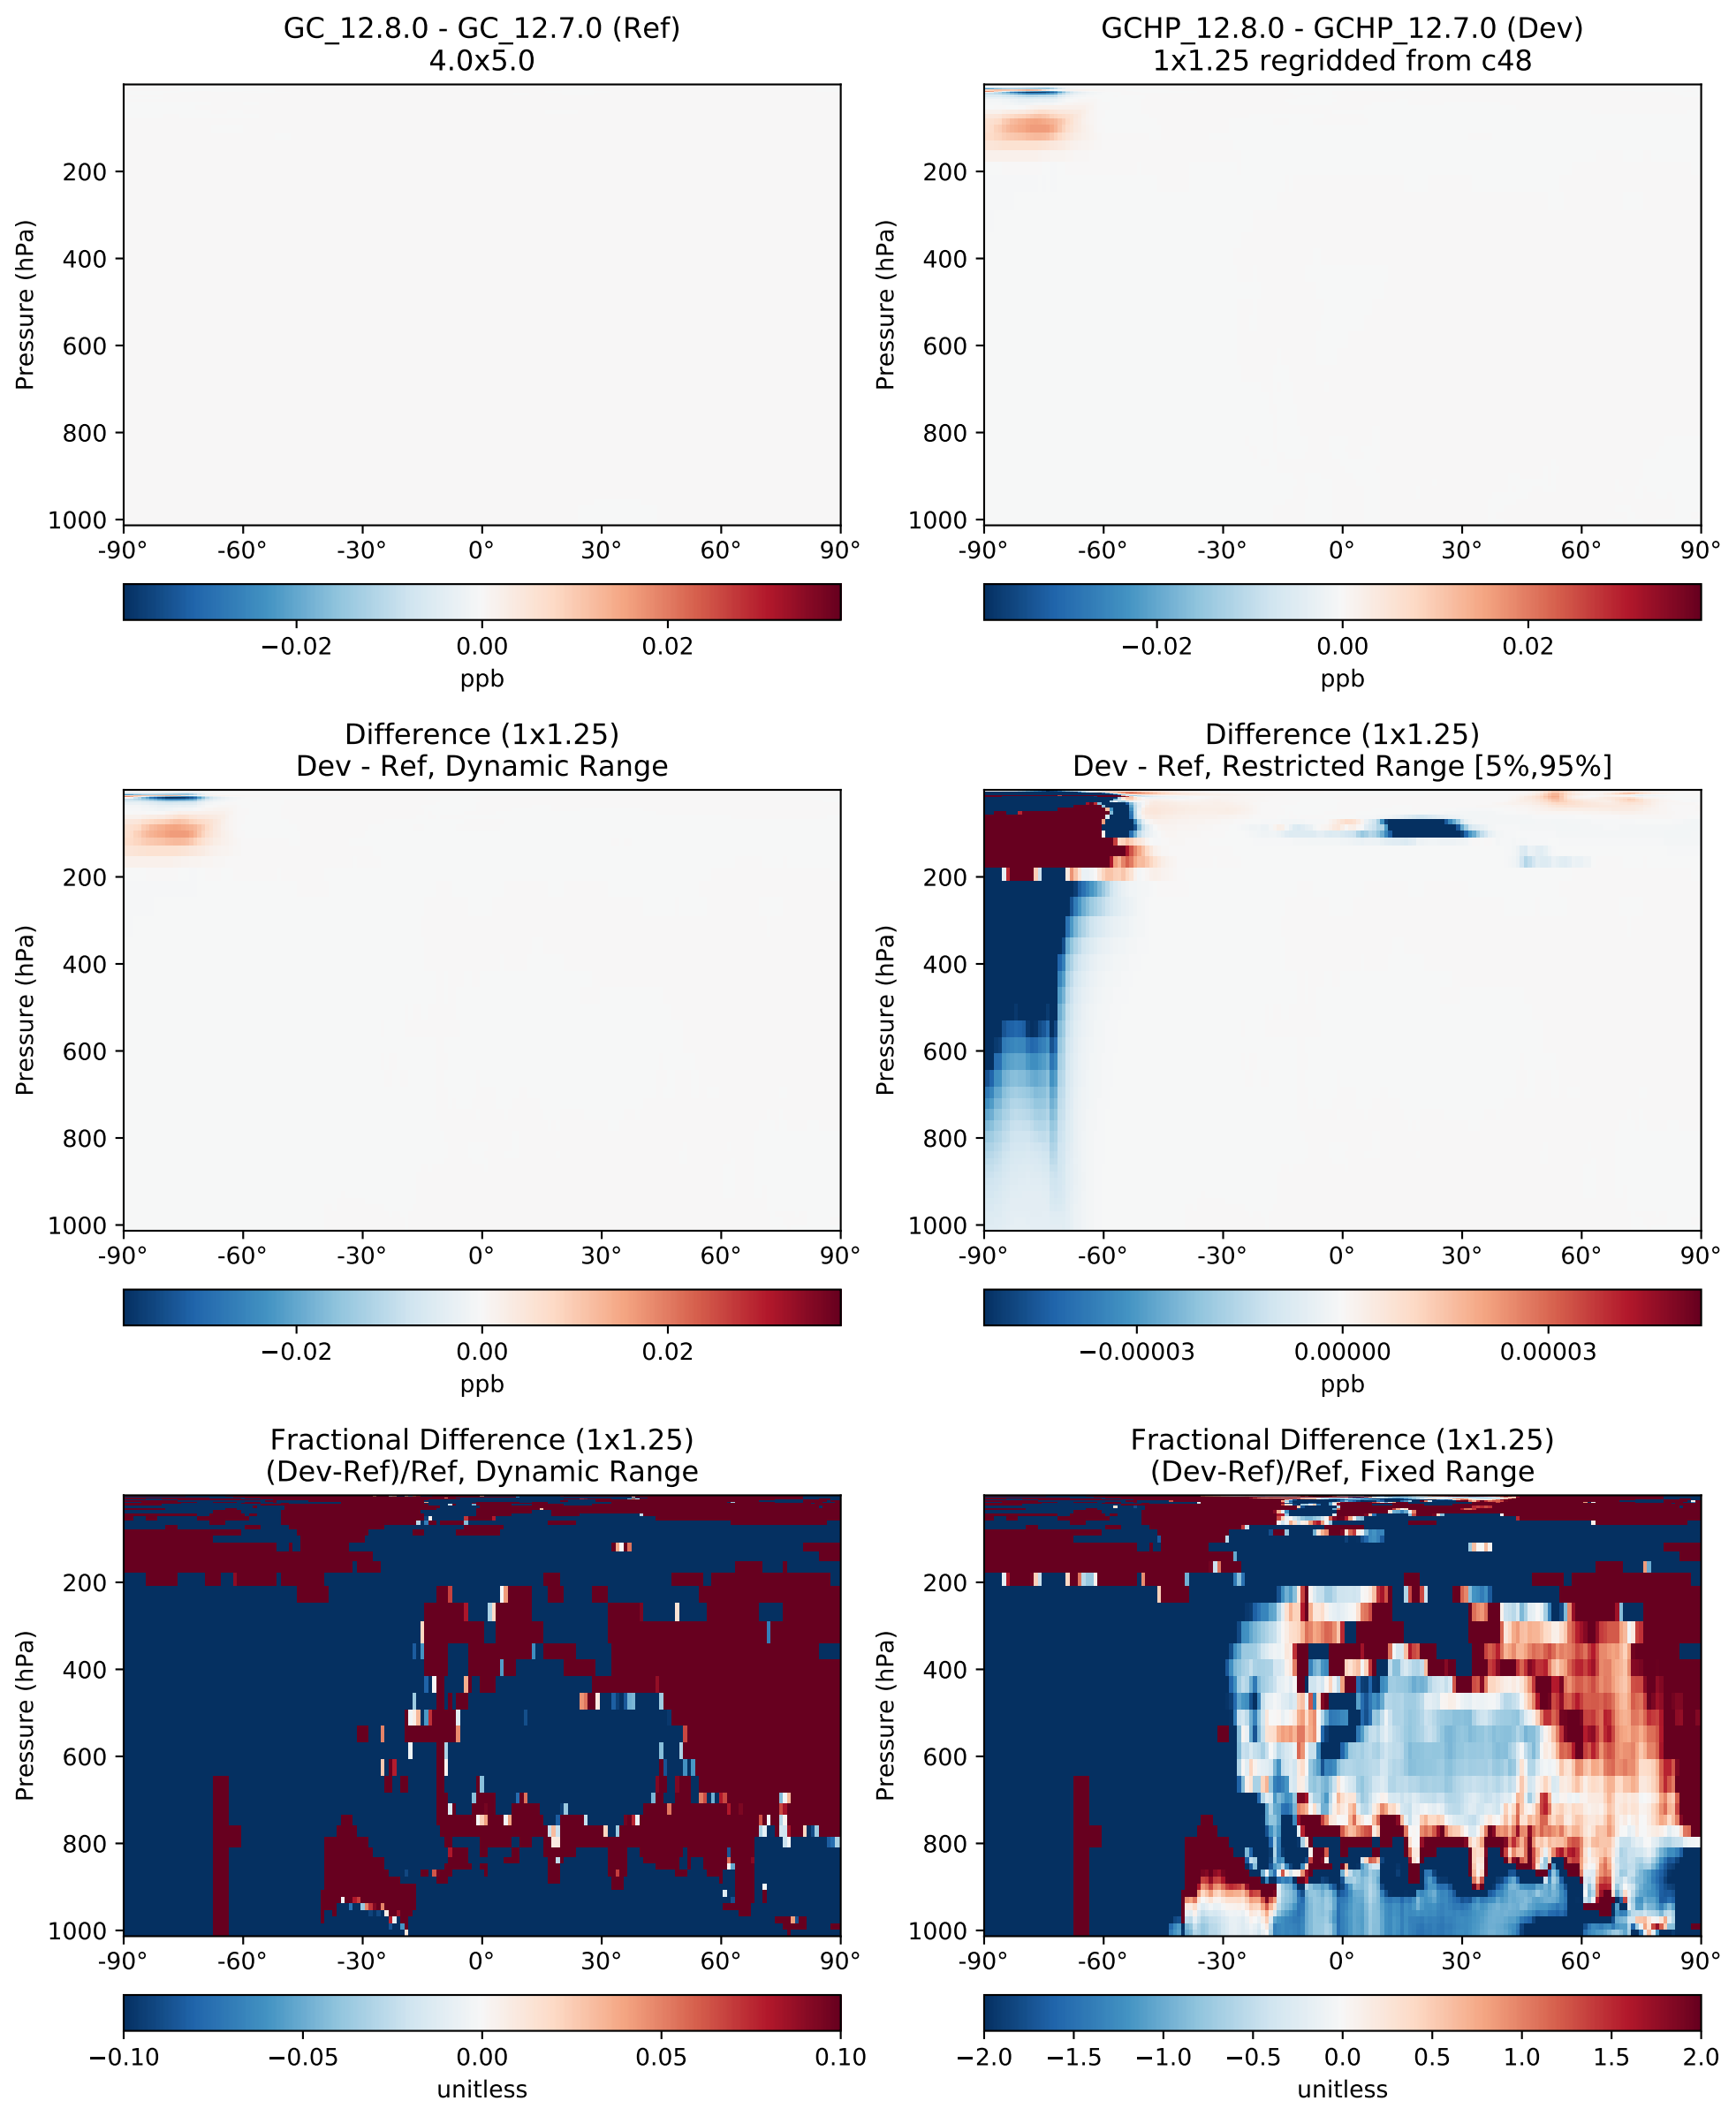 GC_12.8.0 - GC_12.7.0 (Ref)
4.0x5.0
GCHP_12.8.0 - GCHP_12.7.0 (Dev)
1x1.25 regridded from c48
Pressure (hPa)
200
400
600
800
1000
-90° -60° -30° 0° 30° 60° 90°
−0.02 0.00 0.02
ppb
Pressure (hPa)
200
400
600
800
1000
-90° -60° -30° 0° 30° 60° 90°
−0.02 0.00 0.02
ppb
Difference (1x1.25)
Dev - Ref, Dynamic Range
Difference (1x1.25)
Dev - Ref, Restricted Range [5%,95%]
Pressure (hPa)
200
400
600
800
1000
-90° -60° -30° 0° 30° 60° 90°
−0.02 0.00 0.02
ppb
Pressure (hPa)
200
400
600
800
1000
-90° -60° -30° 0° 30° 60° 90°
−0.00003 0.00000 0.00003
ppb
Fractional Difference (1x1.25)
(Dev-Ref)/Ref, Dynamic Range
Fractional Difference (1x1.25)
(Dev-Ref)/Ref, Fixed Range
Pressure (hPa)
200
400
600
800
1000
-90° -60° -30° 0° 30° 60° 90°
−0.10 −0.05 0.00 0.05 0.10
unitless
Pressure (hPa)
200
400
600
800
1000
-90° -60° -30° 0° 30° 60° 90°
−2.0 −1.5 −1.0 −0.5 0.0 0.5 1.0 1.5 2.0
unitless